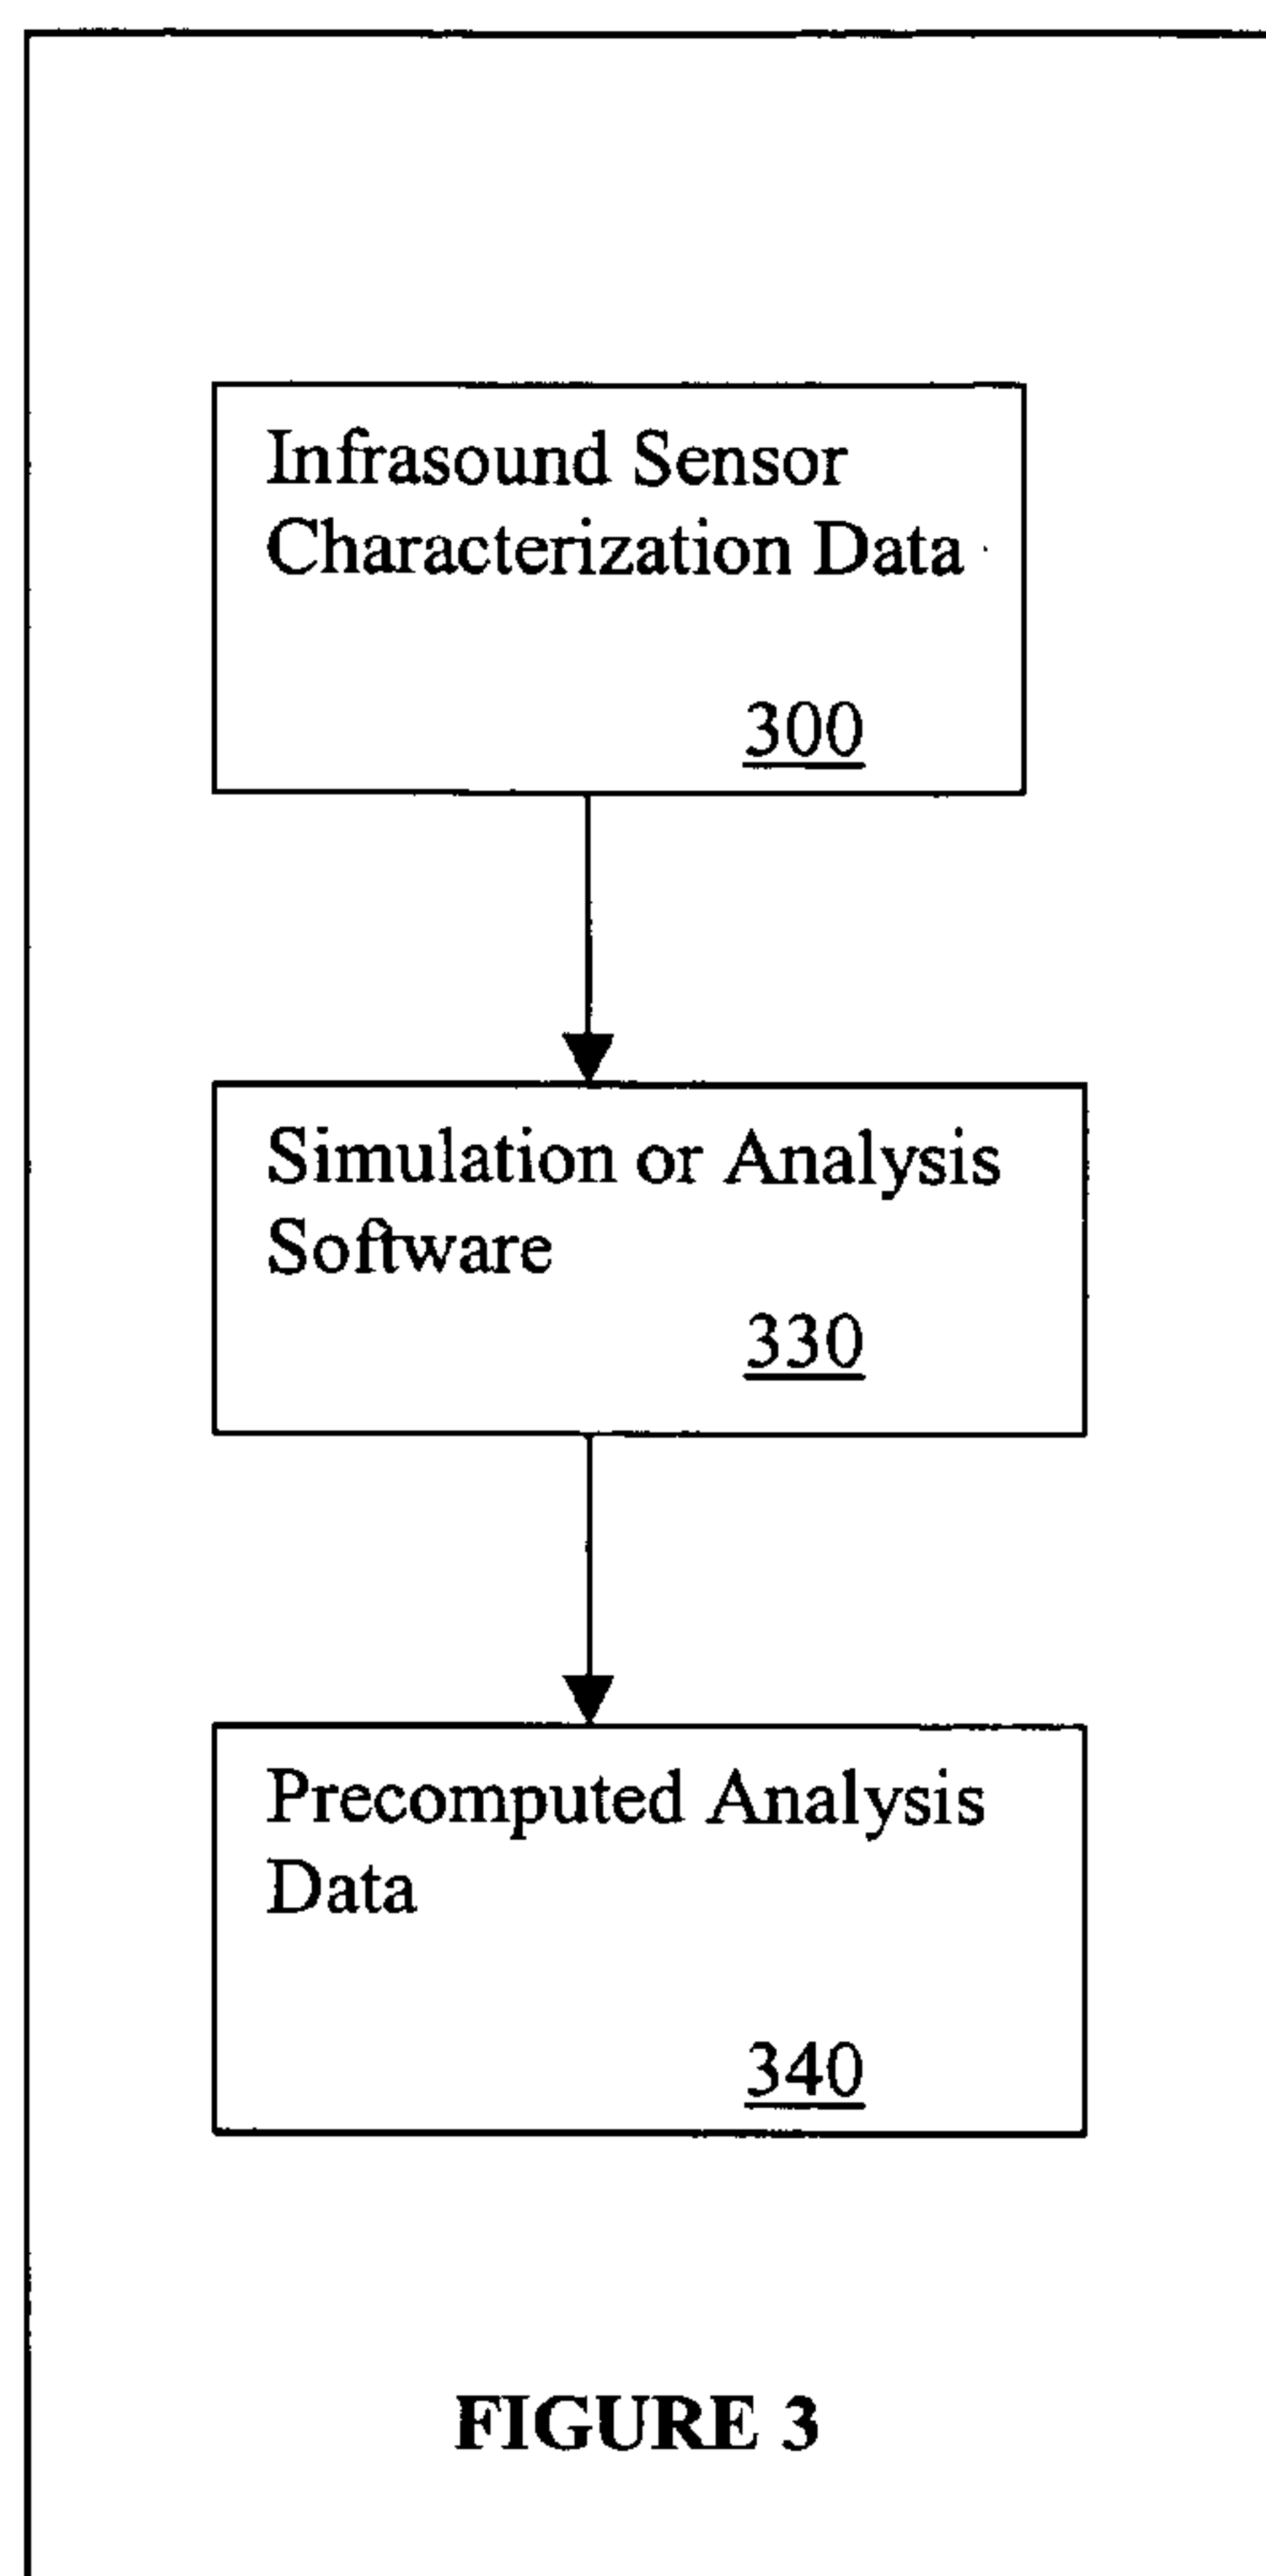 Infrasound Sensor
Characterization Data
300
Simulation or Analysis
Software
330
Precomputed Analysis
Data
340
FIGURE 3